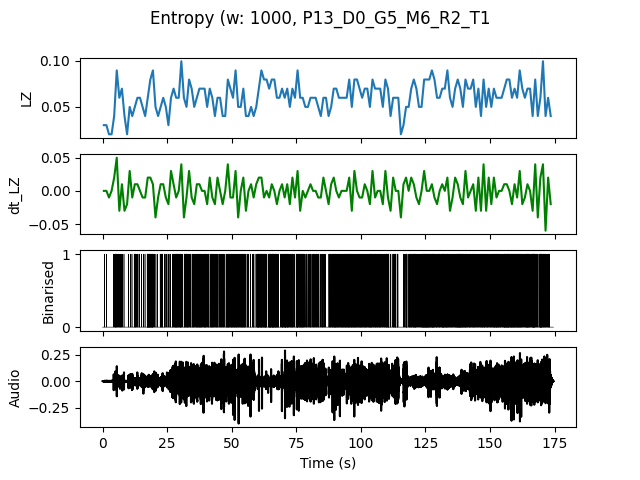 Entropy (w: 1000, P13_D0_G5_M6_R2_T1
0.10
0.05
LZ
0.05
0.00
−0.05
dt_LZ
1
0
Binarised
0.25
0.00
−0.25
Audio
0 25 50 75 100 125 150 175
Time (s)